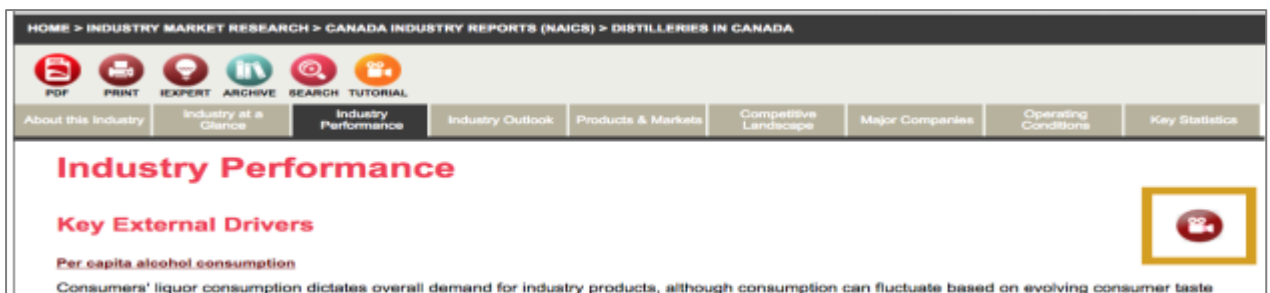 HOME > INDUSTRY MARKET RESEARCH > CANADA INDUSTRY REPORTS (NAICS) > DISTILLERIES IN CANADA
PDF PRINT IEXPERT ARCHIVE SEARCH TUTORIAL
About this Industry Industry at a Glance Industry Performance Industry Outlook Products & Markets Competitive Landscape Major Companies Operating Conditions Key Statistics
Industry Performance
Key External Drivers
Per capita alcohol consumption
Consumers' liquor consumption dictates overall demand for industry products, although consumption can fluctuate based on evolving consumer taste